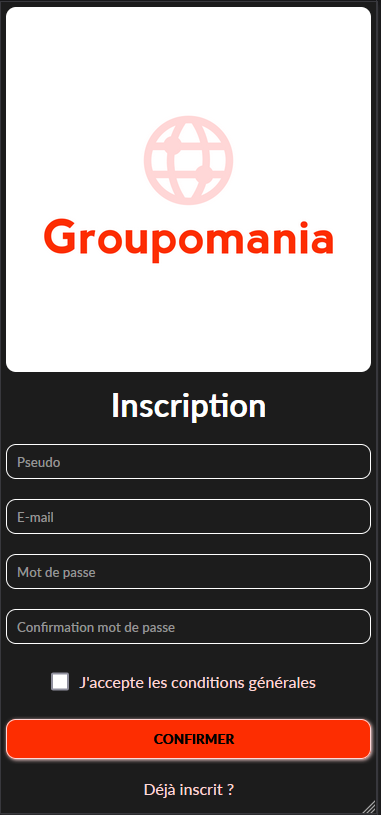 Groupomania
Inscription
Pseudo
E-mail
Mot de passe
Confirmation mot de passe
J'accepte les conditions générales
CONFIRMER
Déjà inscrit ?